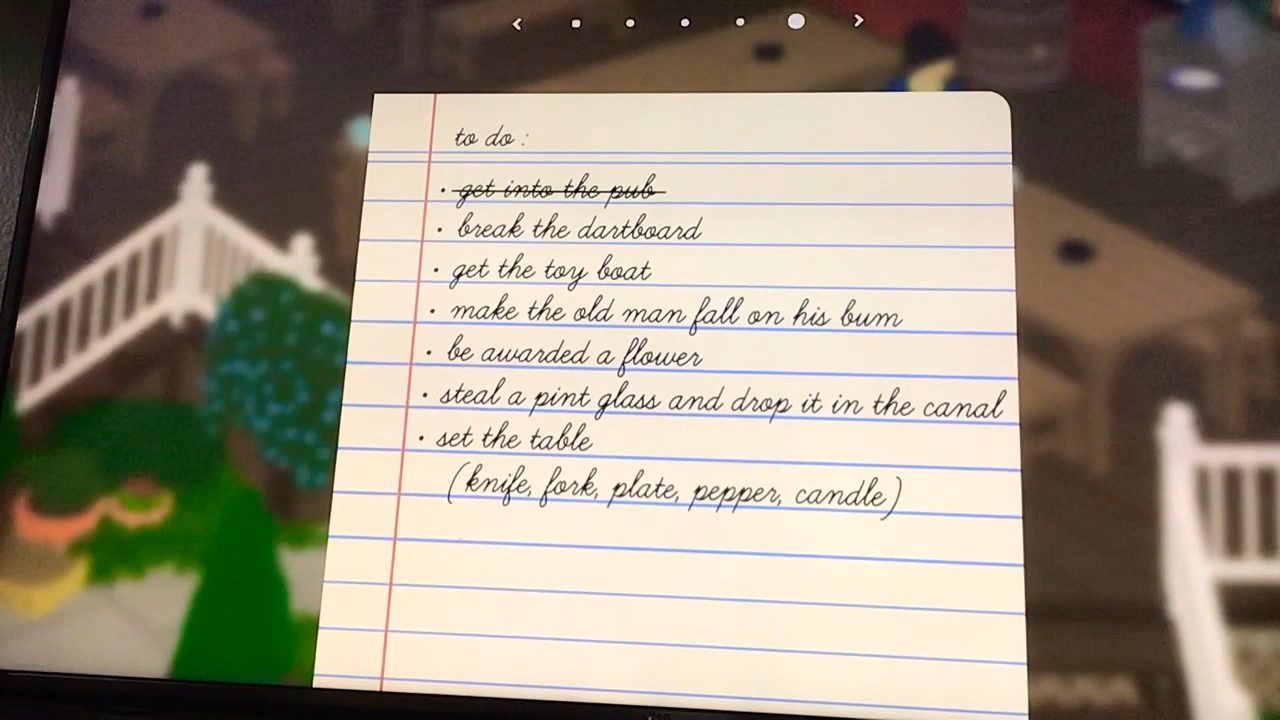 to do :
• get into the pub
• break the dartboard
• get the toy boat
• make the old man fall on his bum
• be awarded a flower
• steal a pint glass and drop it in the canal
• set the table
(knife, fork, plate, pepper, candle)